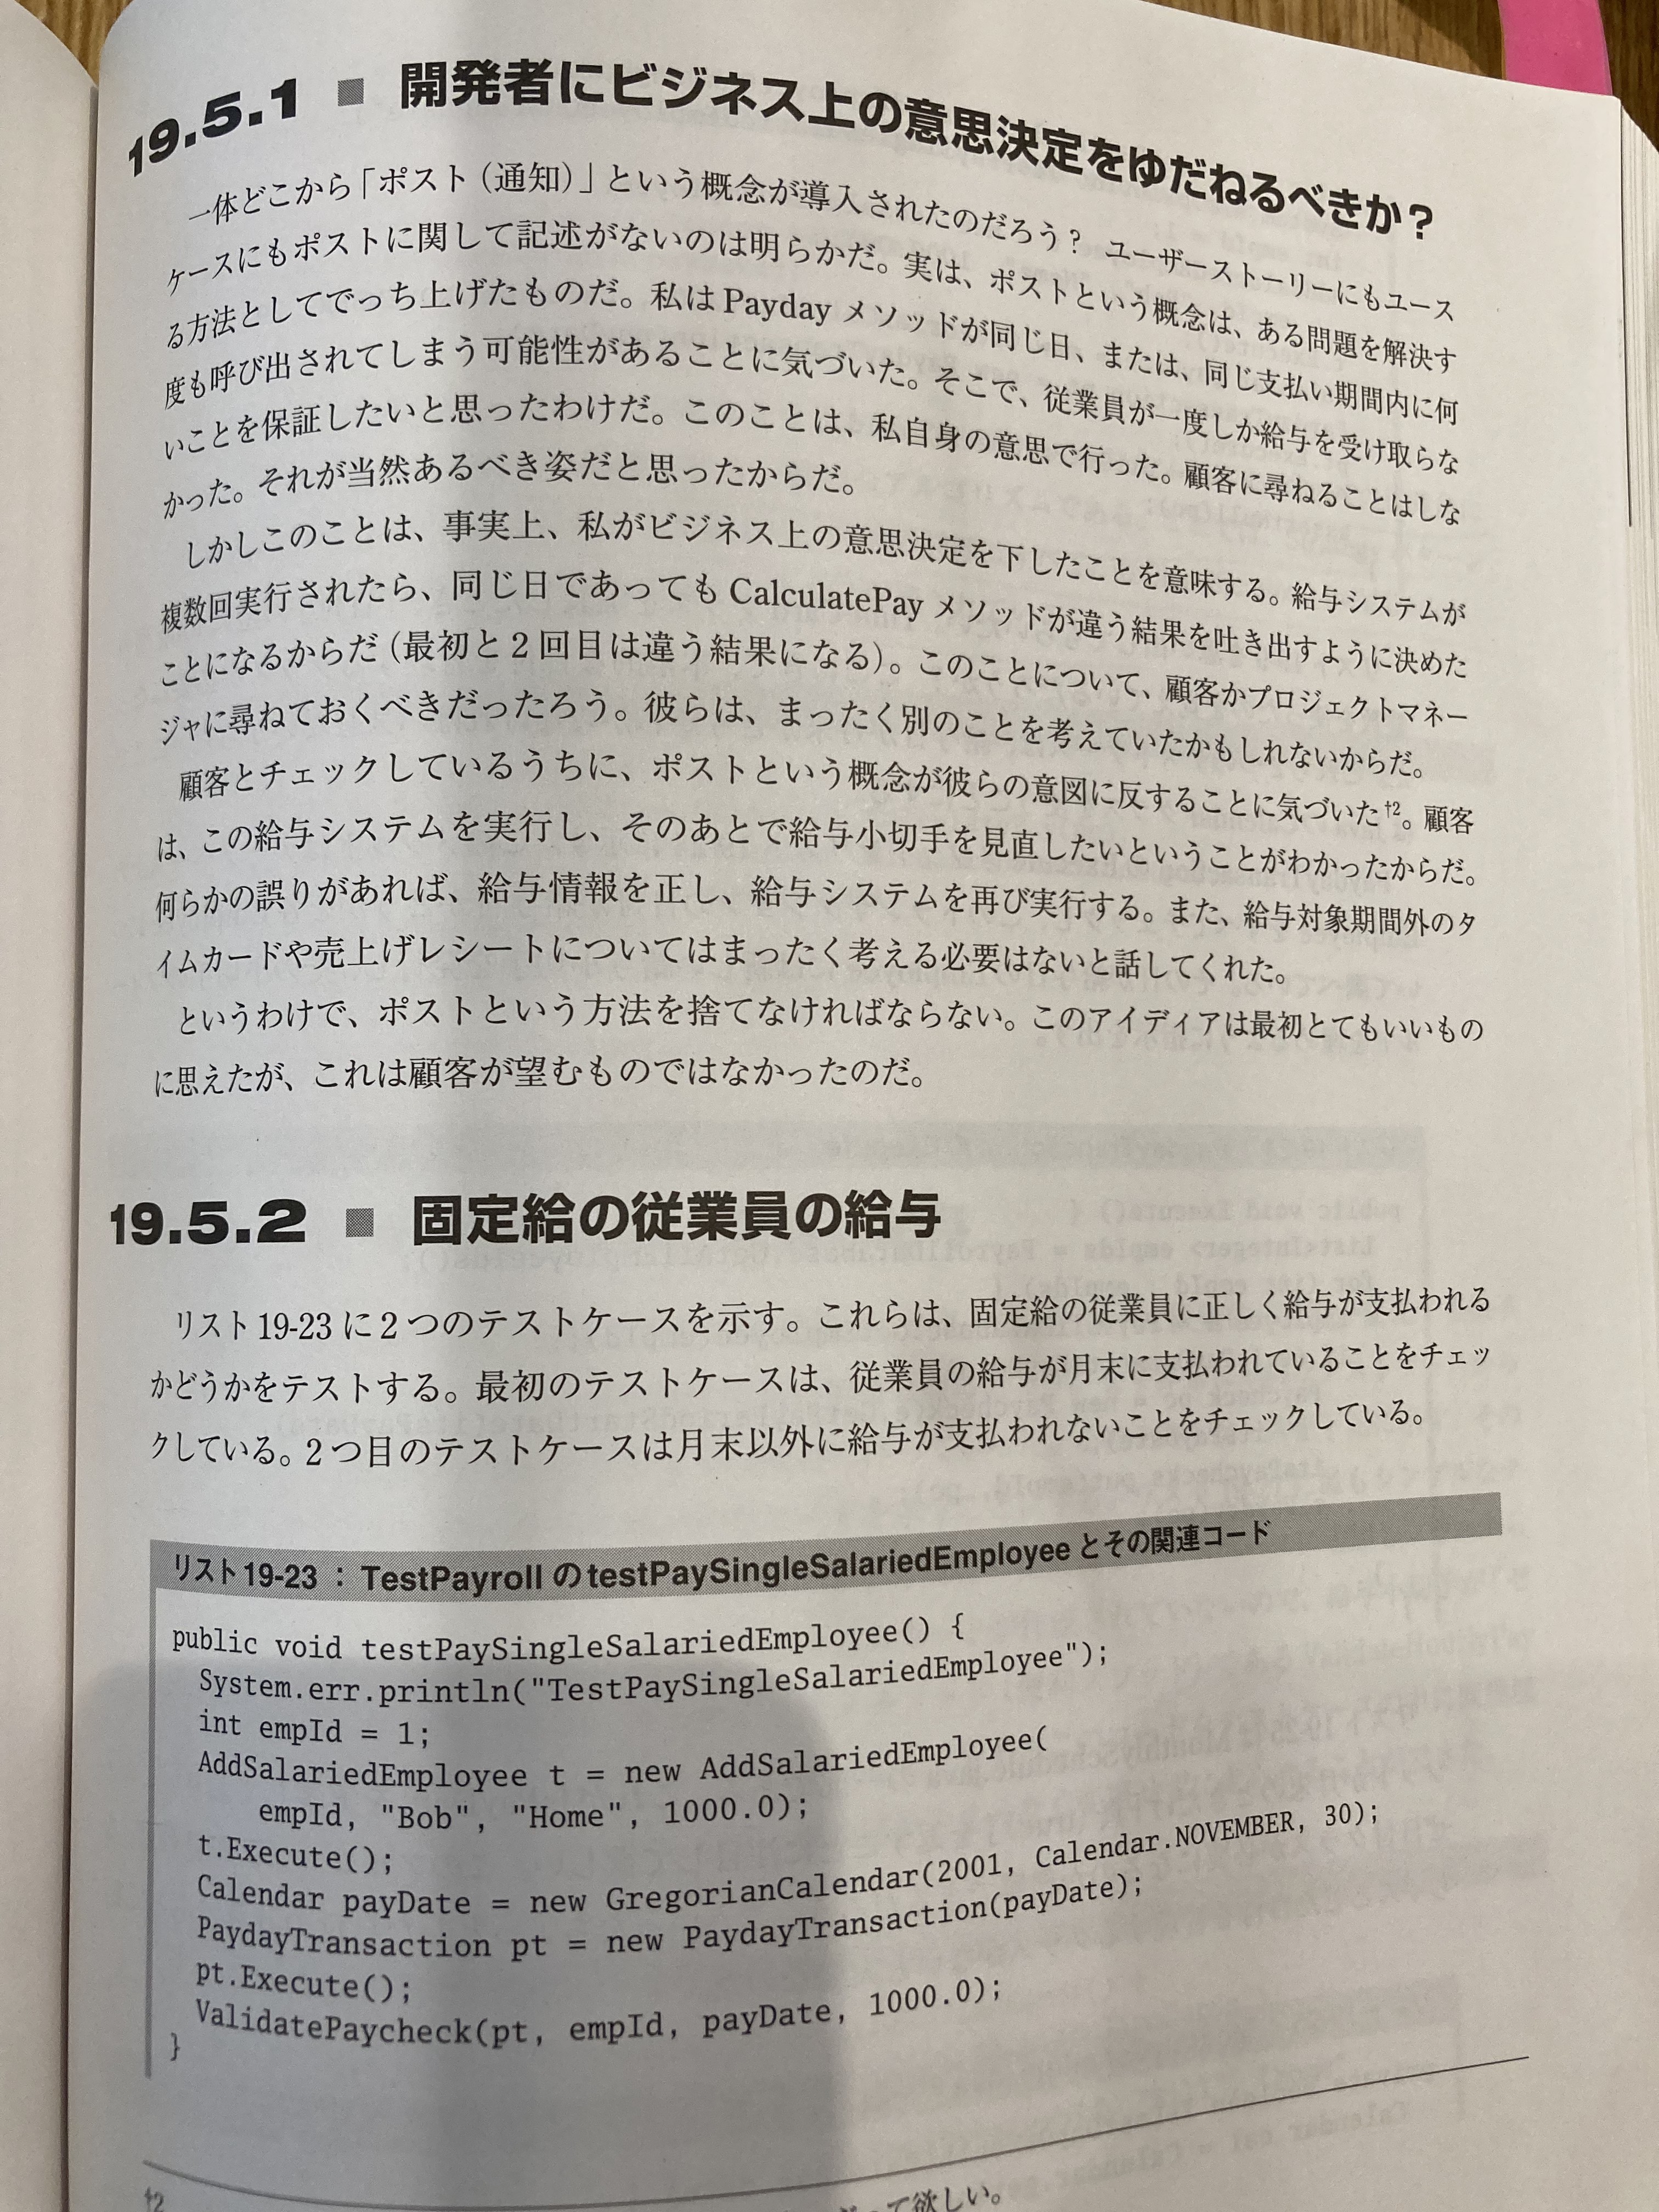 19.5.1 ■ 開発者にビジネス上の意思決定をゆだねるべきか?
一体どこから「ポスト(通知)」という概念が導入されたのだろう? ユーザーストーリーにもユース
ケースにもポストに関して記述がないのは明らかだ。実は、ポストという概念は、ある問題を解決す
る方法としてでっち上げたものだ。私はPaydayメソッドが同じ日、または、同じ支払い期間内に何
度も呼び出されてしまう可能性があることに気づいた。そこで、従業員が一度しか給与を受け取らな
いことを保証したいと思ったわけだ。このことは、私自身の意思で行った。顧客に尋ねることはしな
かった。それが当然あるべき姿だと思ったからだ。
しかしこのことは、事実上、私がビジネス上の意思決定を下したことを意味する。給与システムが
複数回実行されたら、同じ日であってもCalculatePayメソッドが違う結果を吐き出すように決めた
ことになるからだ(最初と2回目は違う結果になる)。このことについて、顧客かプロジェクトマネー
ジャに尋ねておくべきだったろう。彼らは、まったく別のことを考えていたかもしれないからだ。
顧客とチェックしているうちに、ポストという概念が彼らの意図に反することに気づいた†2。顧客
は、この給与システムを実行し、そのあとで給与小切手を見直したいということがわかったからだ。
何らかの誤りがあれば、給与情報を正し、給与システムを再び実行する。また、給与対象期間外のタ
イムカードや売上げレシートについてはまったく考える必要はないと話してくれた。
というわけで、ポストという方法を捨てなければならない。このアイディアは最初とてもいいもの
に思えたが、これは顧客が望むものではなかったのだ。
19.5.2 ■ 固定給の従業員の給与
リスト19-23に2つのテストケースを示す。これらは、固定給の従業員に正しく給与が支払われる
かどうかをテストする。最初のテストケースは、従業員の給与が月末に支払われていることをチェッ
クしている。2つ目のテストケースは月末以外に給与が支払われないことをチェックしている。
リスト19-23:TestPayrollのtestPaySingleSalariedEmployeeとその関連コード
public void testPaySingleSalariedEmployee() {
System.err.println("TestPaySingleSalariedEmployee");
int empId = 1;
AddSalariedEmployee t = new AddSalariedEmployee(
empId, "Bob", "Home", 1000.0);
t.Execute();
Calendar payDate = new GregorianCalendar(2001, Calendar.NOVEMBER, 30);
PaydayTransaction pt = new PaydayTransaction(payDate);
pt.Execute();
ValidatePaycheck(pt, empId, payDate, 1000.0);
}
†2 欲しい。